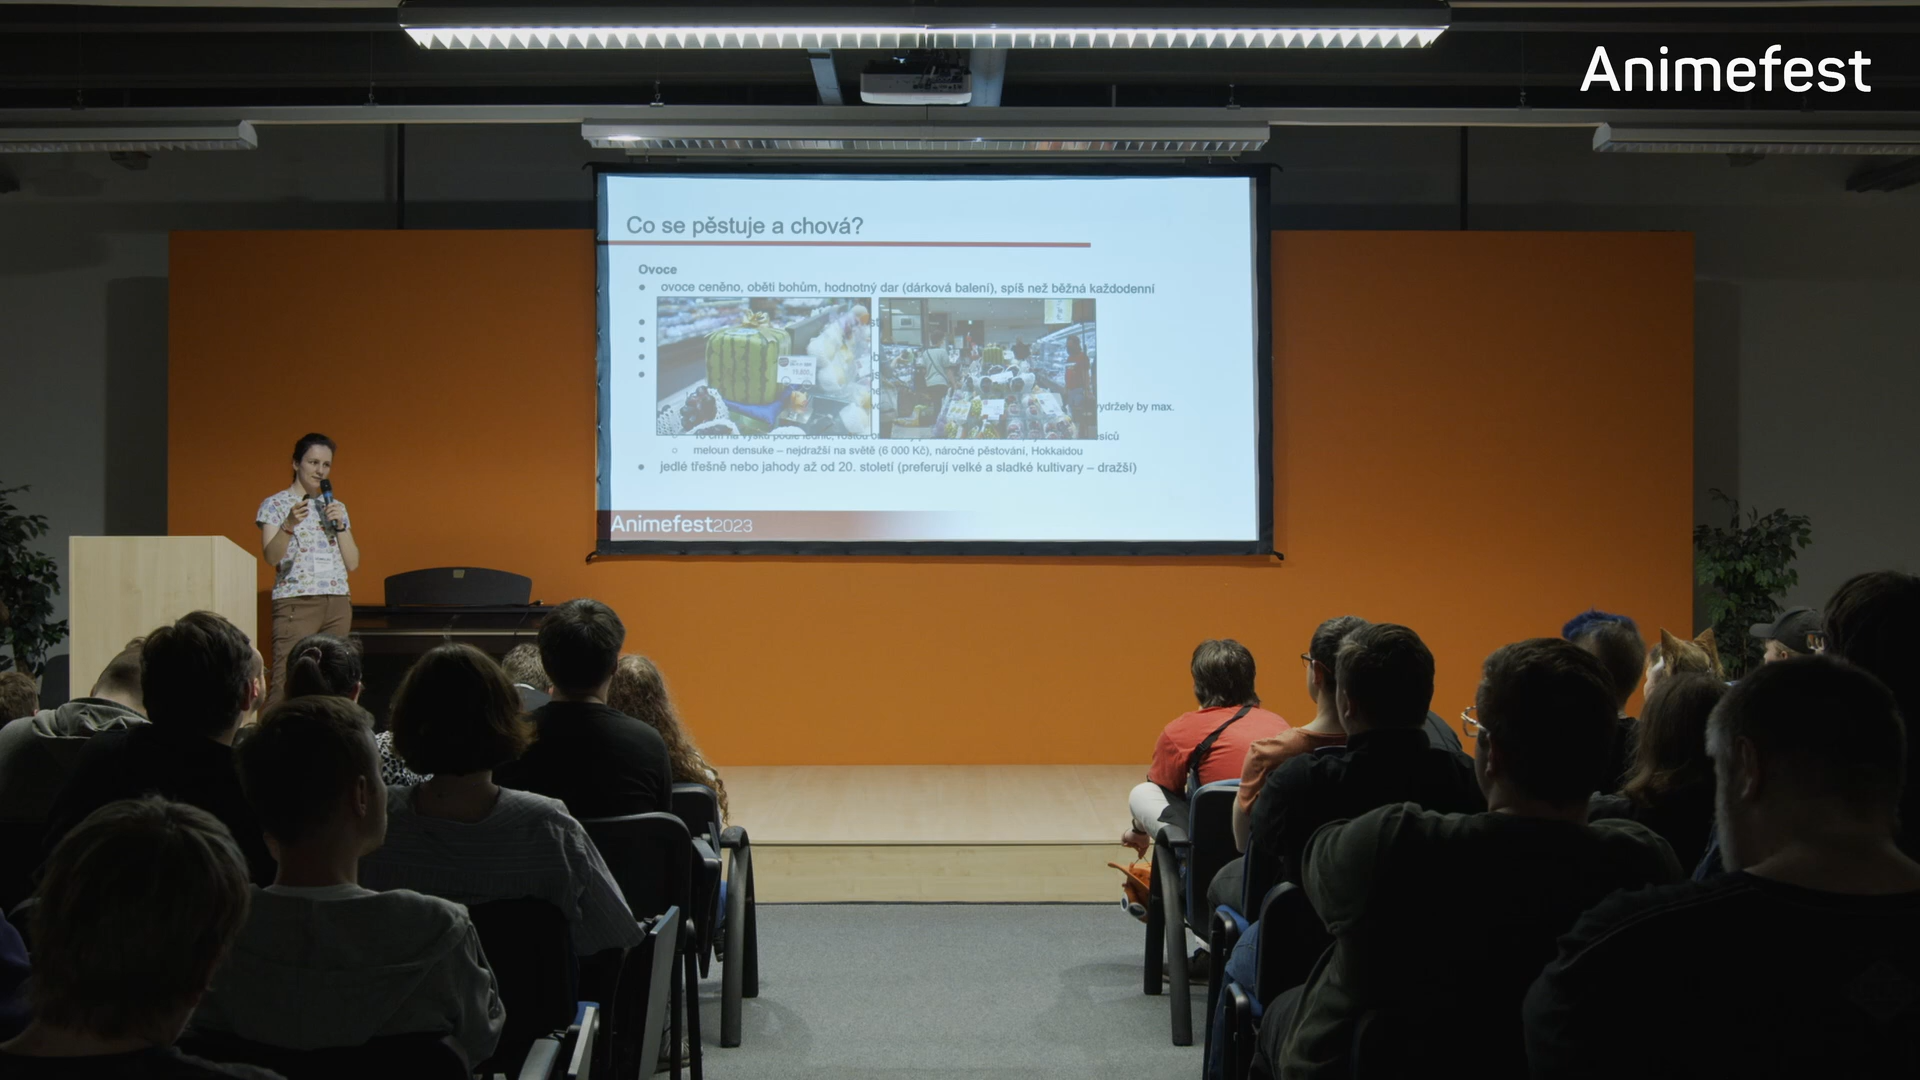 Animefest
Co se pěstuje a chová?
Ovoce
ovoce ceněno, oběti bohům, hodnotný dar (dárková balení), spíš než běžná každodenní
vydržely by max.
meloun densuke – nejdražší na světě (6 000 Kč), náročné pěstování, Hokkaidou
jedlé třešně nebo jahody až od 20. století (preferují velké a sladké kultivary – dražší)
Animefest2023